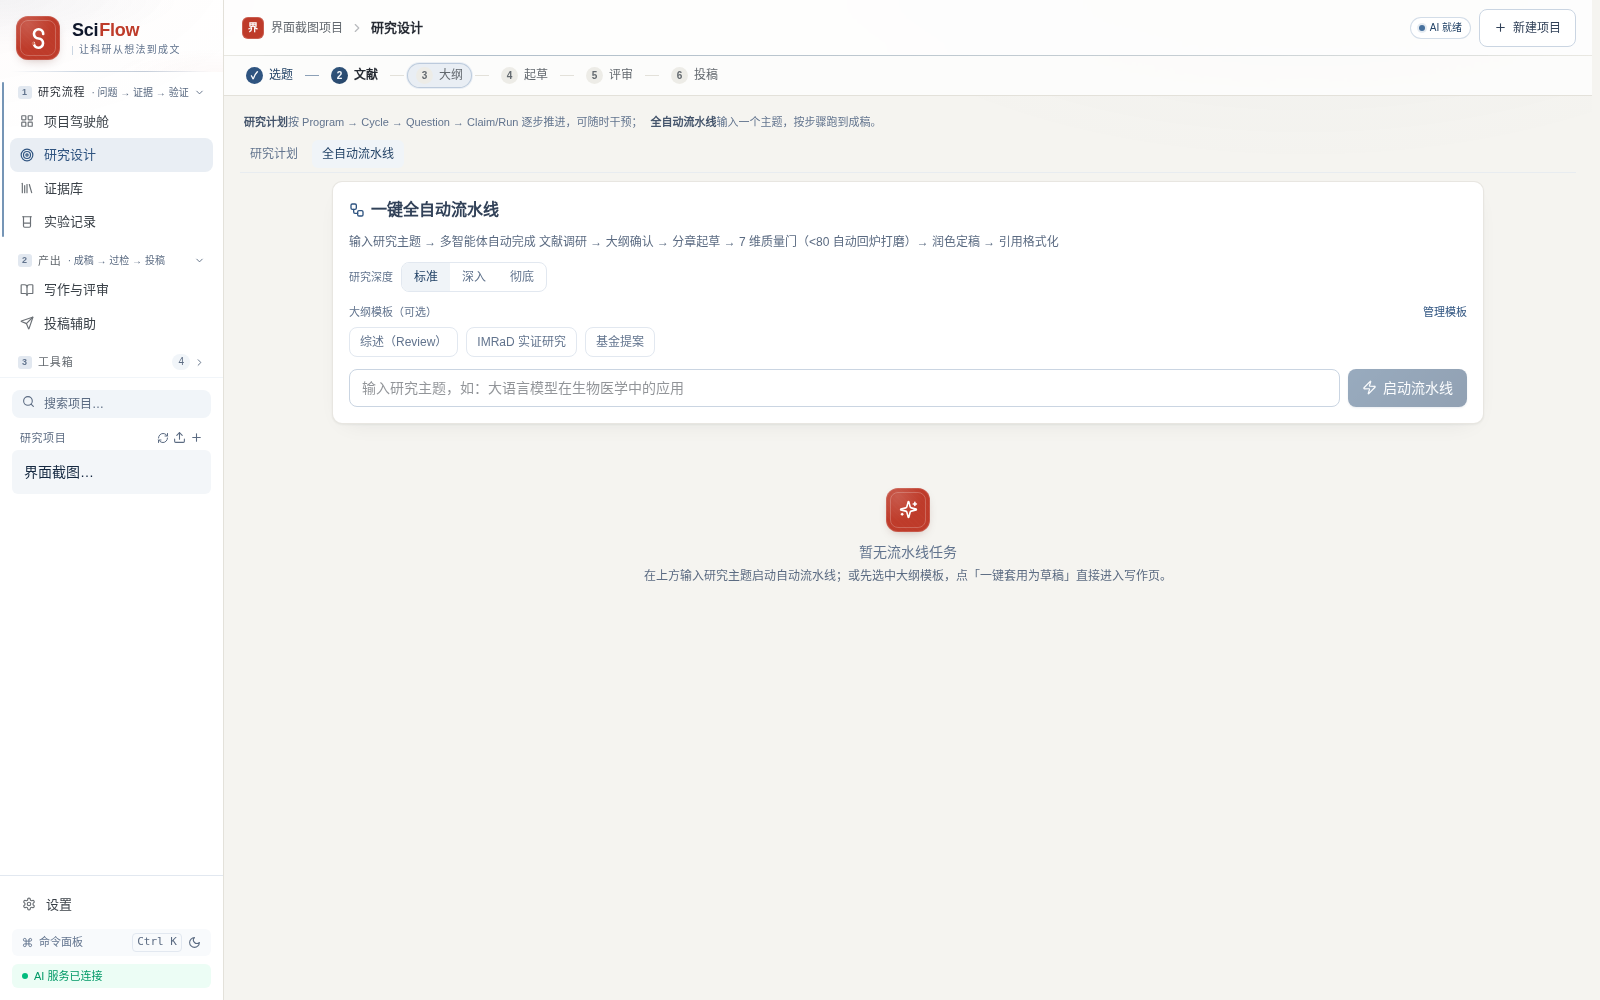 SciFlow
让科研从想法到成文
1 研究流程 · 问题 → 证据 → 验证
项目驾驶舱
研究设计
证据库
实验记录
2 产出 · 成稿 → 过检 → 投稿
写作与评审
投稿辅助
3 工具箱 4
搜索项目…
研究项目
界面截图…
设置
命令面板 Ctrl K
AI 服务已连接
界 界面截图项目 研究设计
AI 就绪
新建项目
选题 2 文献 3 大纲 4 起草 5 评审 6 投稿
研究计划按 Program → Cycle → Question → Claim/Run 逐步推进，可随时干预； 全自动流水线输入一个主题，按步骤跑到成稿。
研究计划 全自动流水线
一键全自动流水线
输入研究主题 → 多智能体自动完成 文献调研 → 大纲确认 → 分章起草 → 7 维质量门（<80 自动回炉打磨）→ 润色定稿 → 引用格式化
研究深度 标准 深入 彻底
大纲模板（可选） 管理模板
综述（Review） IMRaD 实证研究 基金提案
输入研究主题，如：大语言模型在生物医学中的应用 启动流水线
暂无流水线任务
在上方输入研究主题启动自动流水线；或先选中大纲模板，点「一键套用为草稿」直接进入写作页。